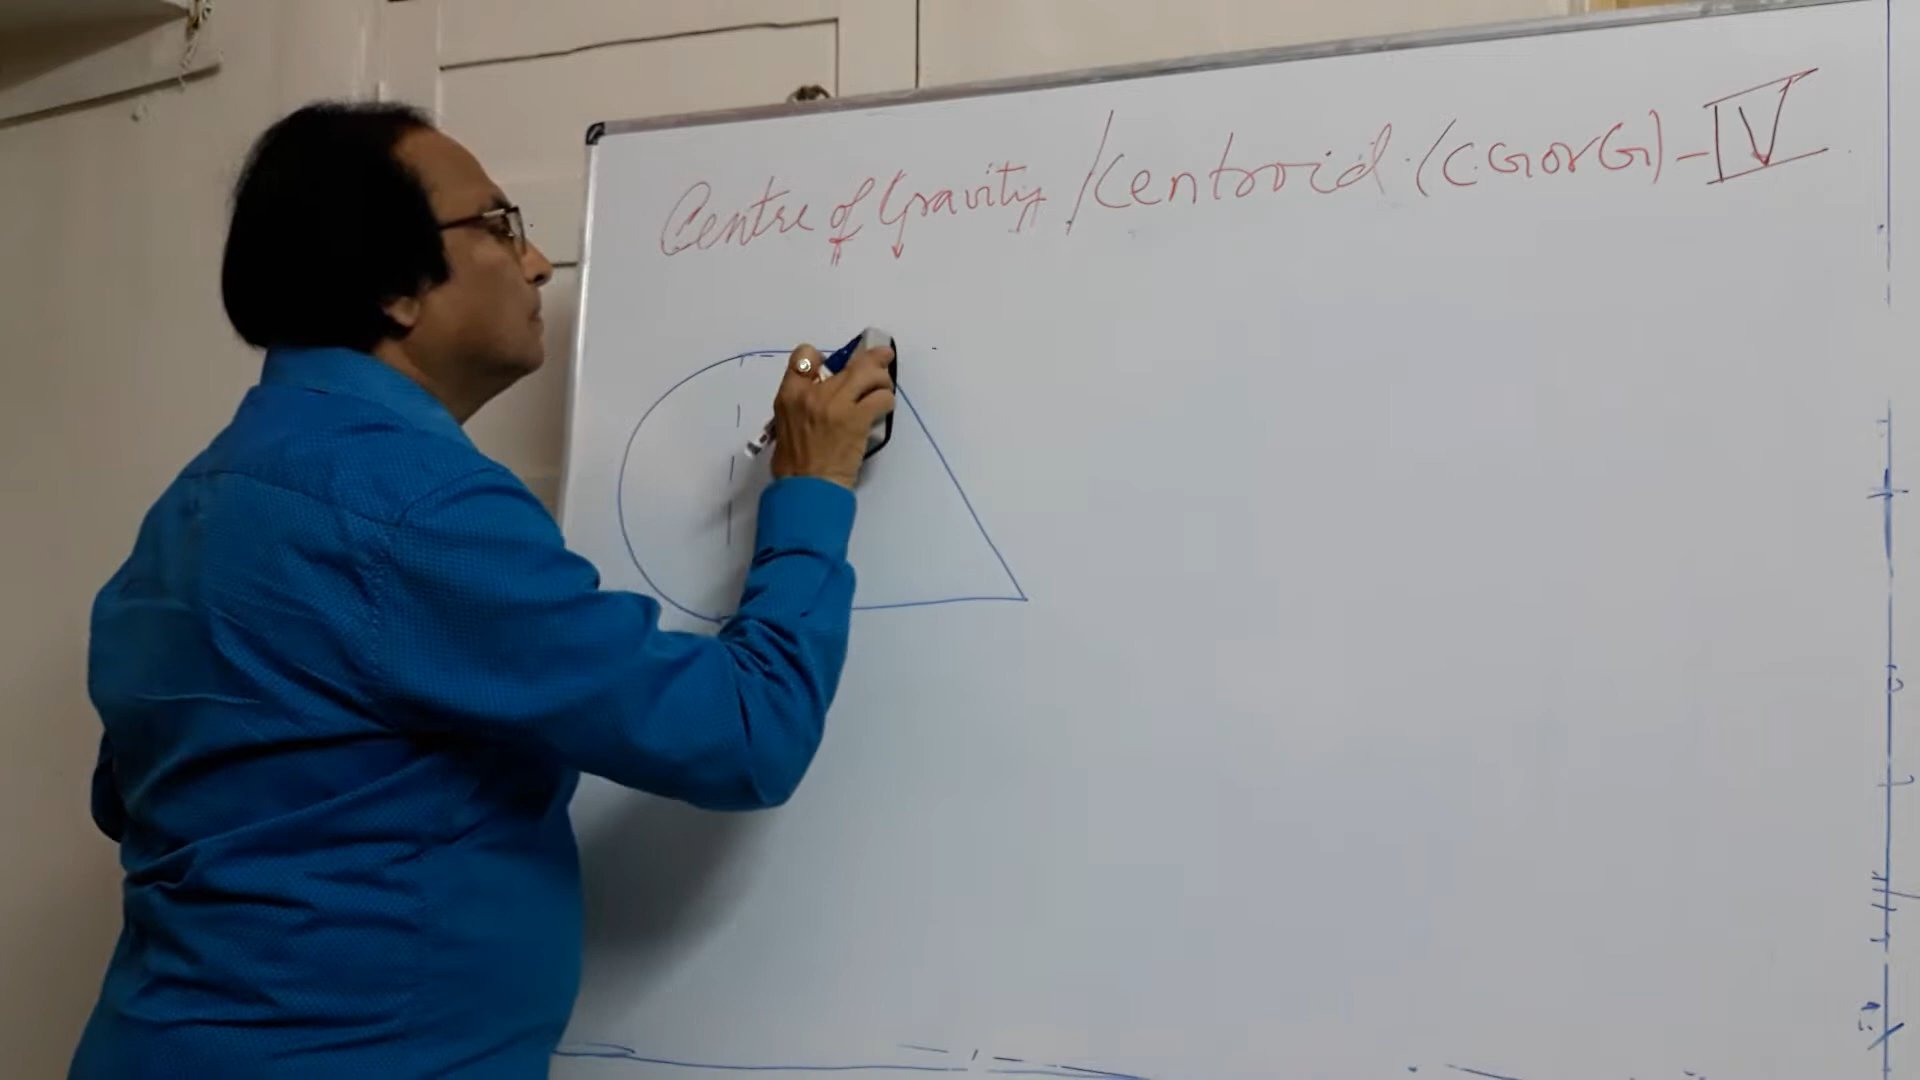 Centre of Gravity / Centroid (C.G or G) - IV